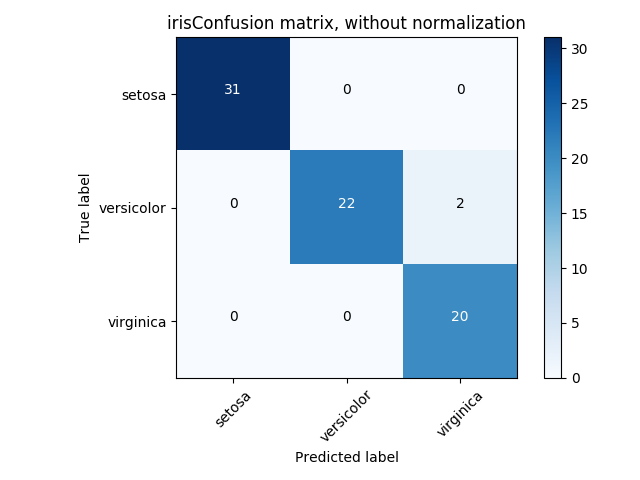 irisConfusion matrix, without normalization
setosa 31 0 0
versicolor 0 22 2
virginica 0 0 20
setosa versicolor virginica
True label
Predicted label
30
25
20
15
10
5
0